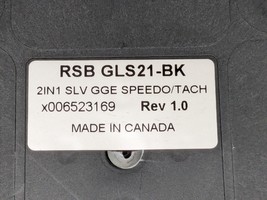 RSB GLS21-BK
2IN1 SLV GGE SPEEDO/TACH
x006523169 Rev 1.0
MADE IN CANADA